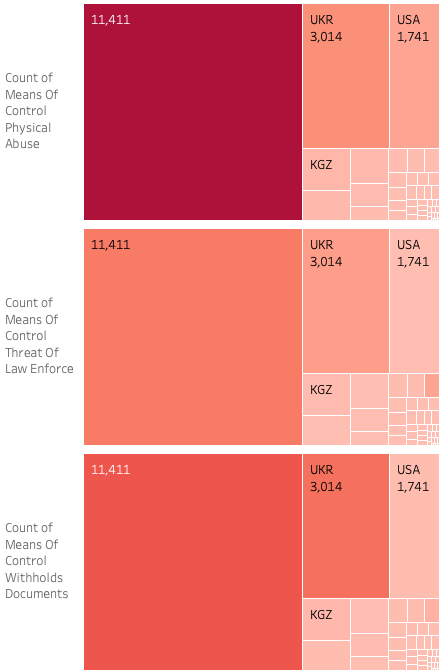 Count of
Means Of
Control
Physical
Abuse
11,411
UKR
3,014
USA
1,741
KGZ
Count of
Means Of
Control
Threat Of
Law Enforce
11,411
UKR
3,014
USA
1,741
KGZ
Count of
Means Of
Control
Withholds
Documents
11,411
UKR
3,014
USA
1,741
KGZ